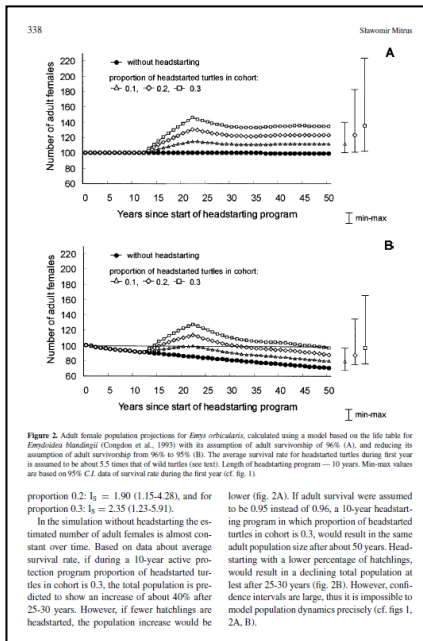 338
Sławomir Mitrus
A
Number of adult females
220
200
180
160
140
120
100
80
60
without headstarting
proportion of headstarted turtles in cohort:
0.1, 0.2, 0.3
0 5 10 15 20 25 30 35 40 45 50
Years since start of headstarting program
min-max
B
Number of adult females
220
200
180
160
140
120
100
80
60
without headstarting
proportion of headstarted turtles in cohort:
0.1, 0.2, 0.3
0 5 10 15 20 25 30 35 40 45 50
Years since start of headstarting program
min-max
Figure 2. Adult female population projections for Emys orbicularis, calculated using a model based on the life table for
Emydoidea blandingii (Congdon et al., 1993) with its assumption of adult survivorship of 96% (A), and reducing its
assumption of adult survivorship from 96% to 95% (B). The average survival rate for headstarted turtles during first year
is assumed to be about 5.5 times that of wild turtles (see text). Length of headstarting program — 10 years. Min-max values
are based on 95% C.I. data of survival rate during the first year (cf. fig. 1).
proportion 0.2: IS = 1.90 (1.15-4.28), and for
proportion 0.3: IS = 2.35 (1.23-5.91).
In the simulation without headstarting the es-
timated number of adult females is almost con-
stant over time. Based on data about average
survival rate, if during a 10-year active pro-
tection program proportion of headstarted tur-
tles in cohort is 0.3, the total population is pre-
dicted to show an increase of about 40% after
25-30 years. However, if fewer hatchlings are
headstarted, the population increase would be
lower (fig. 2A). If adult survival were assumed
to be 0.95 instead of 0.96, a 10-year headstart-
ing program in which proportion of headstarted
turtles in cohort is 0.3, would result in the same
adult population size after about 50 years. Head-
starting with a lower percentage of hatchlings,
would result in a declining total population at
lest after 25-30 years (fig. 2B). However, confi-
dence intervals are large, thus it is impossible to
model population dynamics precisely (cf. figs 1,
2A, B).